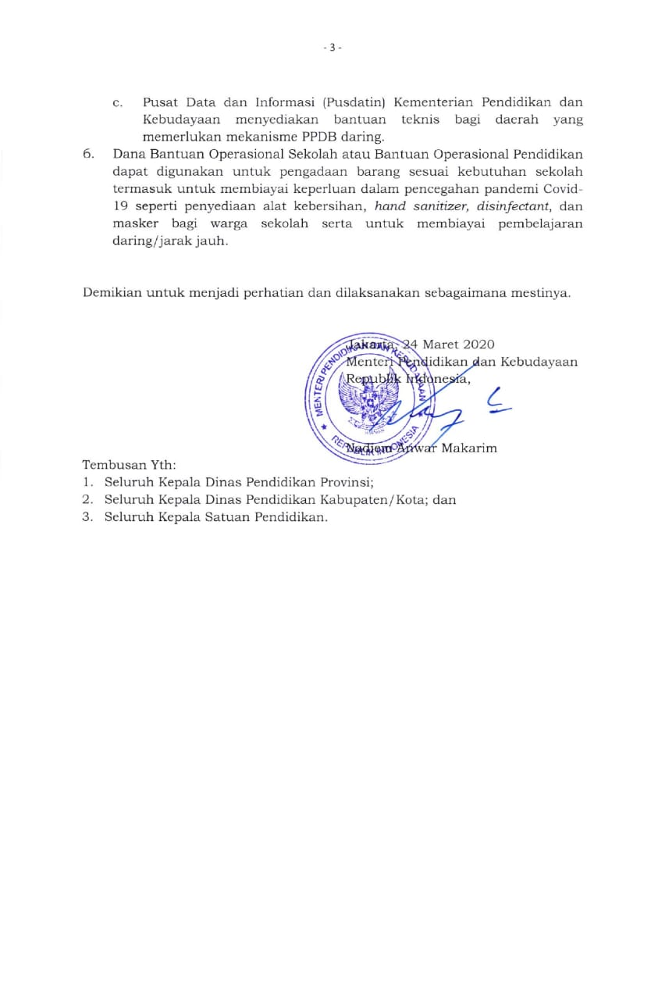 - 3 -
c. Pusat Data dan Informasi (Pusdatin) Kementerian Pendidikan dan
Kebudayaan menyediakan bantuan teknis bagi daerah yang
memerlukan mekanisme PPDB daring.
6. Dana Bantuan Operasional Sekolah atau Bantuan Operasional Pendidikan
dapat digunakan untuk pengadaan barang sesuai kebutuhan sekolah
termasuk untuk membiayai keperluan dalam pencegahan pandemi Covid-
19 seperti penyediaan alat kebersihan, hand sanitizer, disinfectant, dan
masker bagi warga sekolah serta untuk membiayai pembelajaran
daring/jarak jauh.
Demikian untuk menjadi perhatian dan dilaksanakan sebagaimana mestinya.
Jakarta, 24 Maret 2020
Menteri Pendidikan dan Kebudayaan
Republik Indonesia,
MENTERI PENDIDIKAN DAN KEBUDAYAAN
REPUBLIK INDONESIA
Nadiem Anwar Makarim
Tembusan Yth:
1. Seluruh Kepala Dinas Pendidikan Provinsi;
2. Seluruh Kepala Dinas Pendidikan Kabupaten/Kota; dan
3. Seluruh Kepala Satuan Pendidikan.